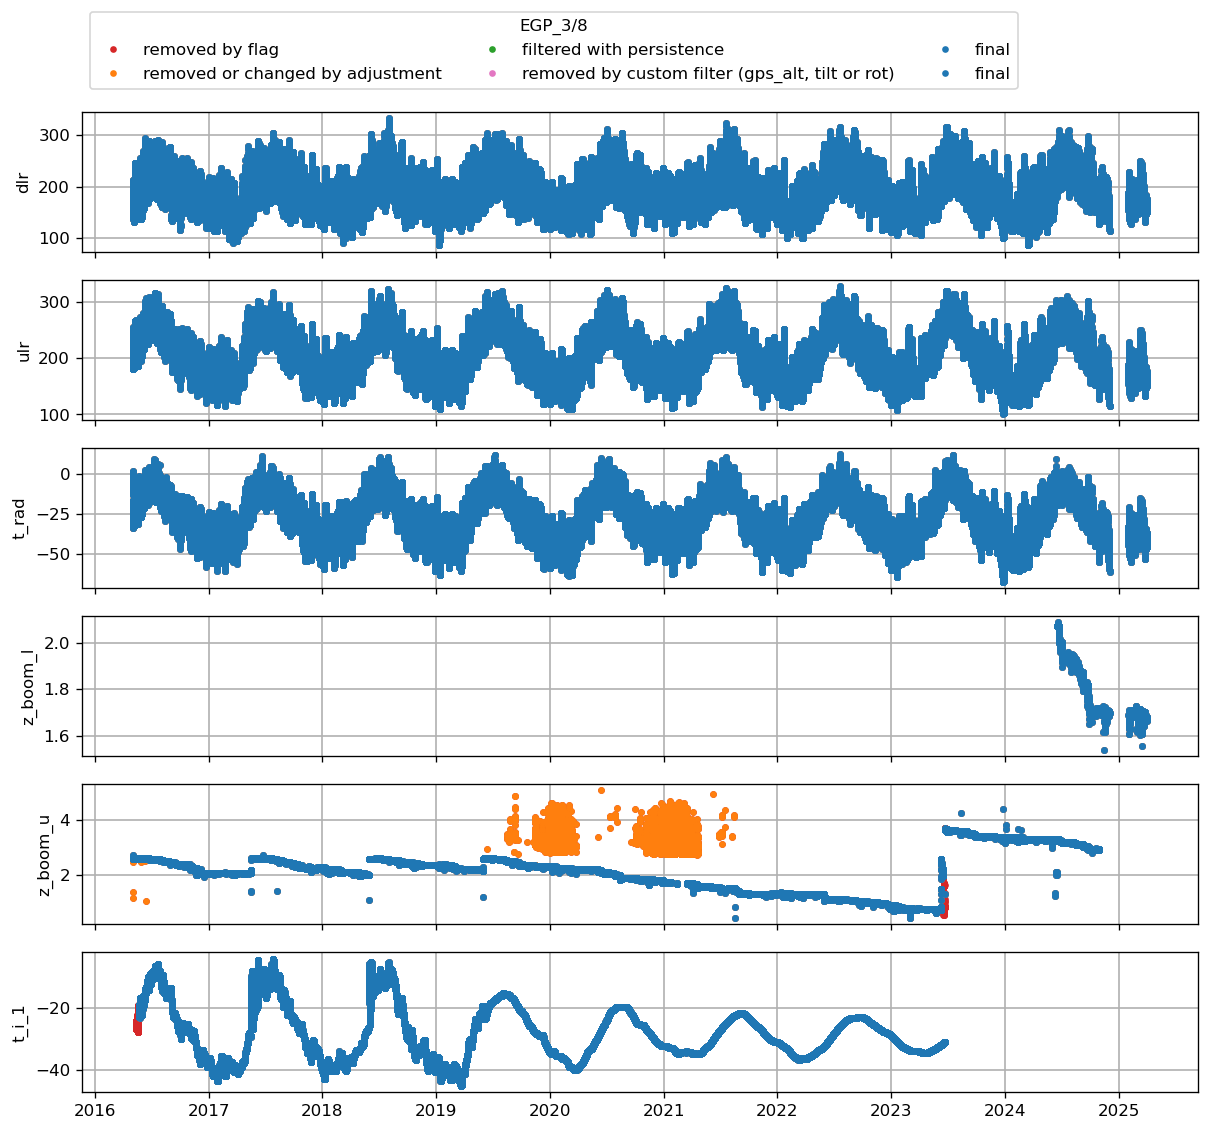 EGP_3/8
removed by flag
filtered with persistence
final
removed or changed by adjustment
removed by custom filter (gps_alt, tilt or rot)
final
300
200
100
dlr
300
200
100
ulr
0
−25
−50
t_rad
2.0
1.8
1.6
z_boom_l
4
2
z_boom_u
−20
−40
t_i_1
2016 2017 2018 2019 2020 2021 2022 2023 2024 2025